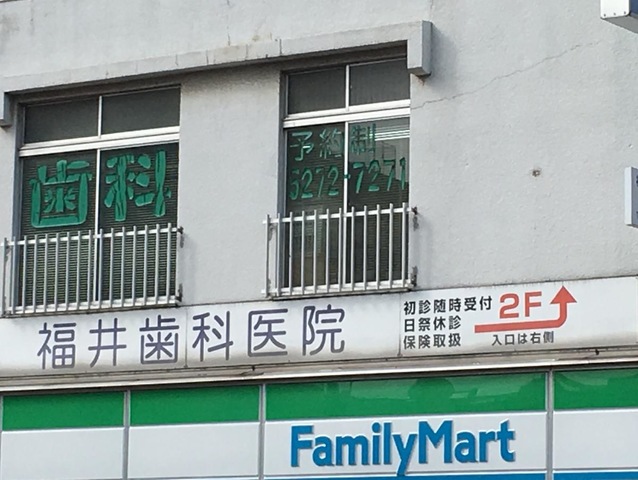 歯科
予約制
5272-7271
福井歯科医院
初診随時受付
日祭休診
保険取扱
2F
入口は右側
FamilyMart